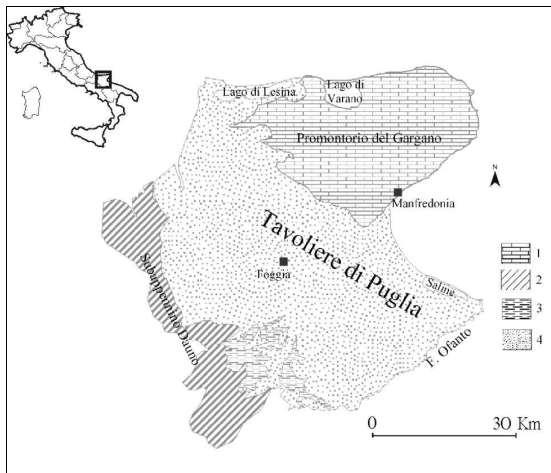 Lago di Lesina
Lago di
Varano
Promontorio del Gargano
N
Manfredonia
Tavoliere di Puglia
Foggia
Saline
Subappennino Dauno
F. Ofanto
1
2
3
4
0 30 Km